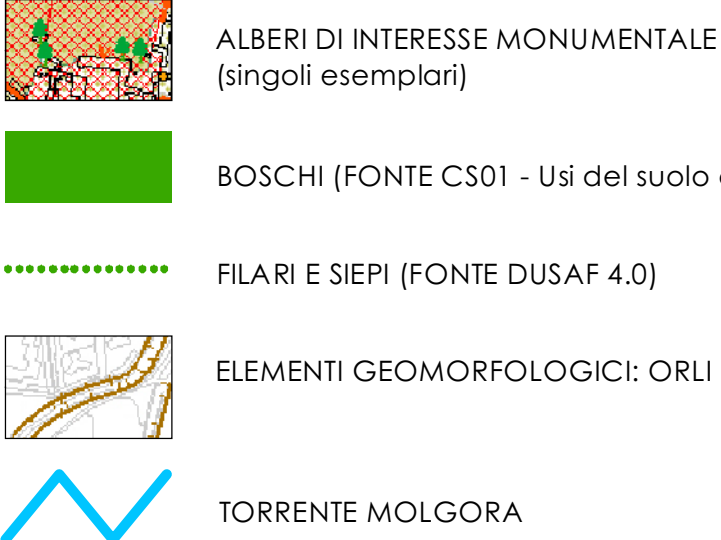 ALBERI DI INTERESSE MONUMENTALE
(singoli esemplari)
BOSCHI (FONTE CS01 - Usi del suolo
FILARI E SIEPI (FONTE DUSAF 4.0)
ELEMENTI GEOMORFOLOGICI: ORLI
TORRENTE MOLGORA